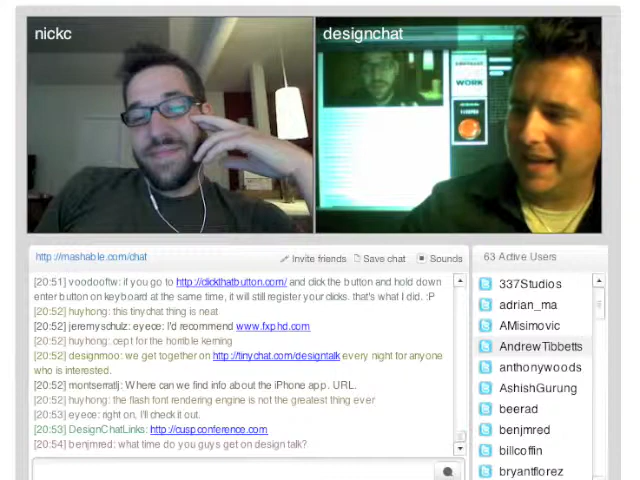 nickc
designchat
WORK
http://mashable.com/chat
Invite friends
Save chat
Sounds
63 Active Users
[20:51] voodooftw: if you go to http://clickthatbutton.com/ and click the button and hold down
enter button on keyboard at the same time, it will still register your clicks. that's what I did. :P
[20:52] huyhong: this tinychat thing is neat
[20:52] jeremyschulz: eyece: I'd recommend www.fxphd.com
[20:52] huyhong: cept for the horrible kerning
[20:52] designmoo: we get together on http://tinychat.com/designtalk every night for anyone
who is interested.
[20:52] montserratlj: Where can we find info about the iPhone app. URL.
[20:52] huyhong: the flash font rendering engine is not the greatest thing ever
[20:53] eyece: right on, I'll check it out.
[20:53] DesignChatLinks: http://cuspconference.com
[20:54] benjmred: what time do you guys get on design talk?
337Studios
adrian_ma
AMisimovic
AndrewTibbetts
anthonywoods
AshishGurung
beerad
benjmred
billcoffin
bryantflorez